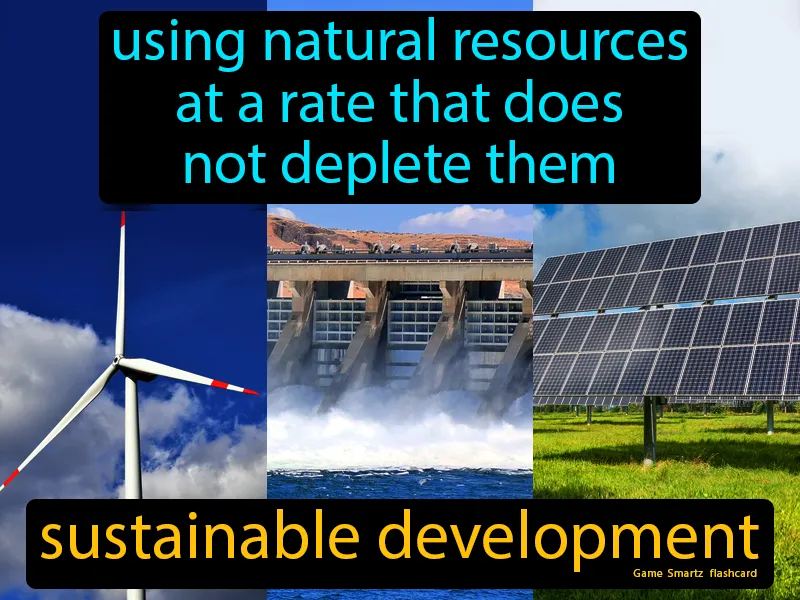 using natural resources
at a rate that does
not deplete them
sustainable development
Game Smartz flashcard